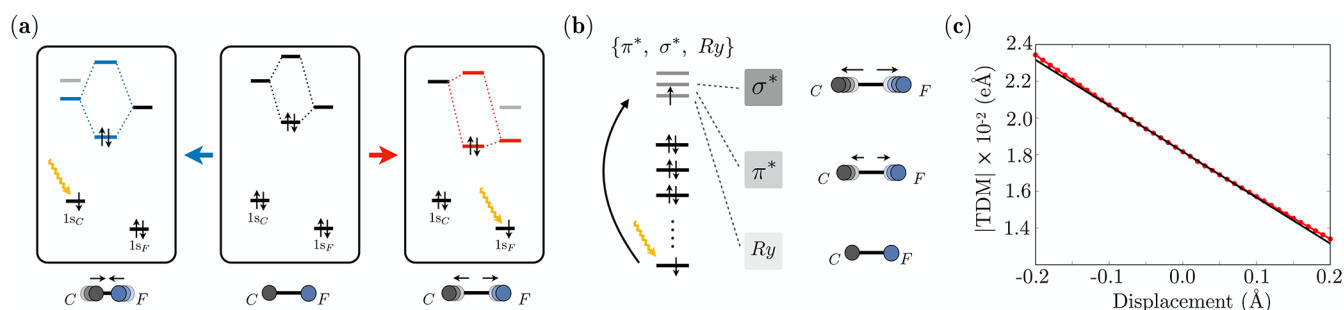 (a)
1s_C
1s_F
1s_C
1s_F
1s_C
1s_F
C F
C F
C F
(b)
{π*, σ*, Ry}
σ*
π*
Ry
C F
C F
C F
(c)
2.4
2.2
2.0
1.8
1.6
1.4
|TDM| × 10⁻² (eÅ)
-0.2 -0.1 0.0 0.1 0.2
Displacement (Å)